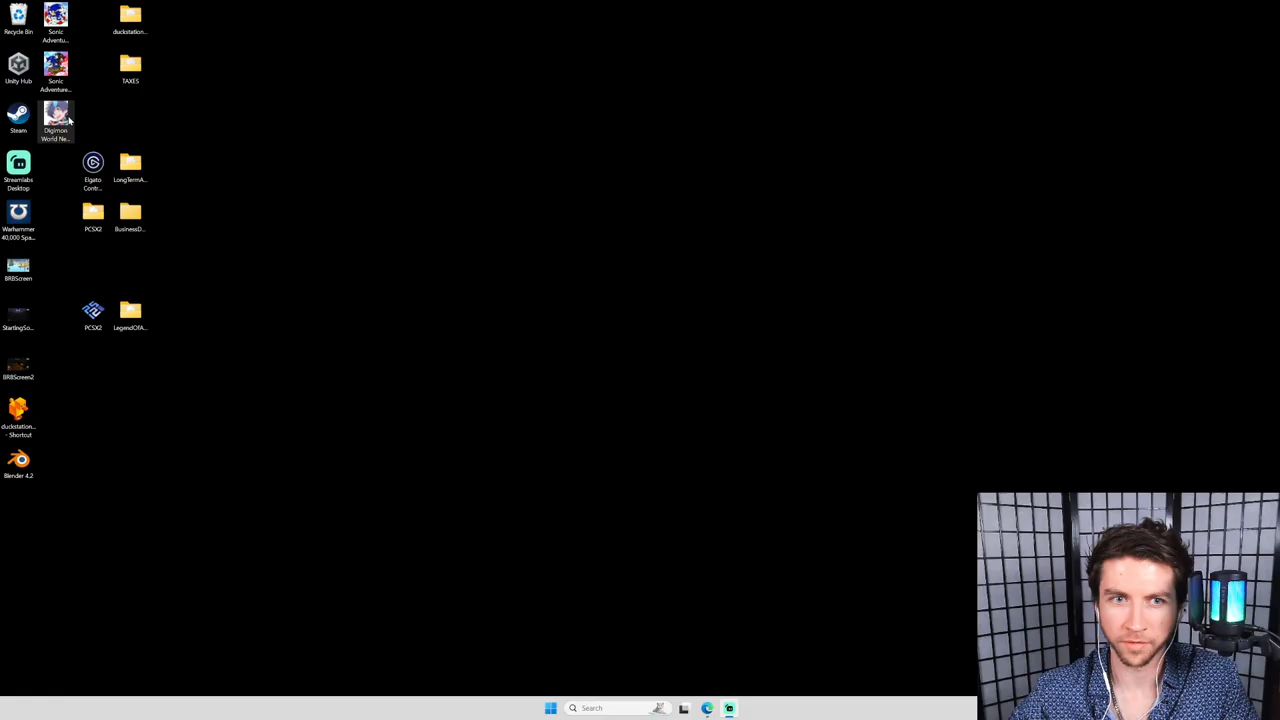 Recycle Bin
Sonic
Adventu...
duckstation...
Unity Hub
Sonic
Adventure...
TAXES
Steam
Digimon
World Ne...
Streamlabs
Desktop
Elgato
Contr...
LongTermA...
Warhammer
40,000 Spa...
PCSX2
BusinessD...
BRBScreen
StartingSo...
PCSX2
LegendOfA...
BRBScreen2
duckstation...
- Shortcut
Blender 4.2
Search